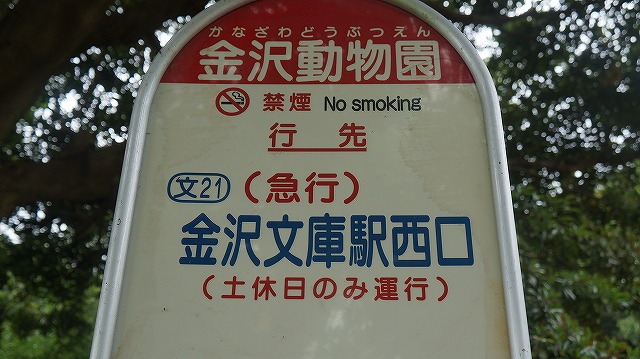 かなざわどうぶつえん
金沢動物園
禁煙 No smoking
行先
文21 (急行)
金沢文庫駅西口
(土休日のみ運行)